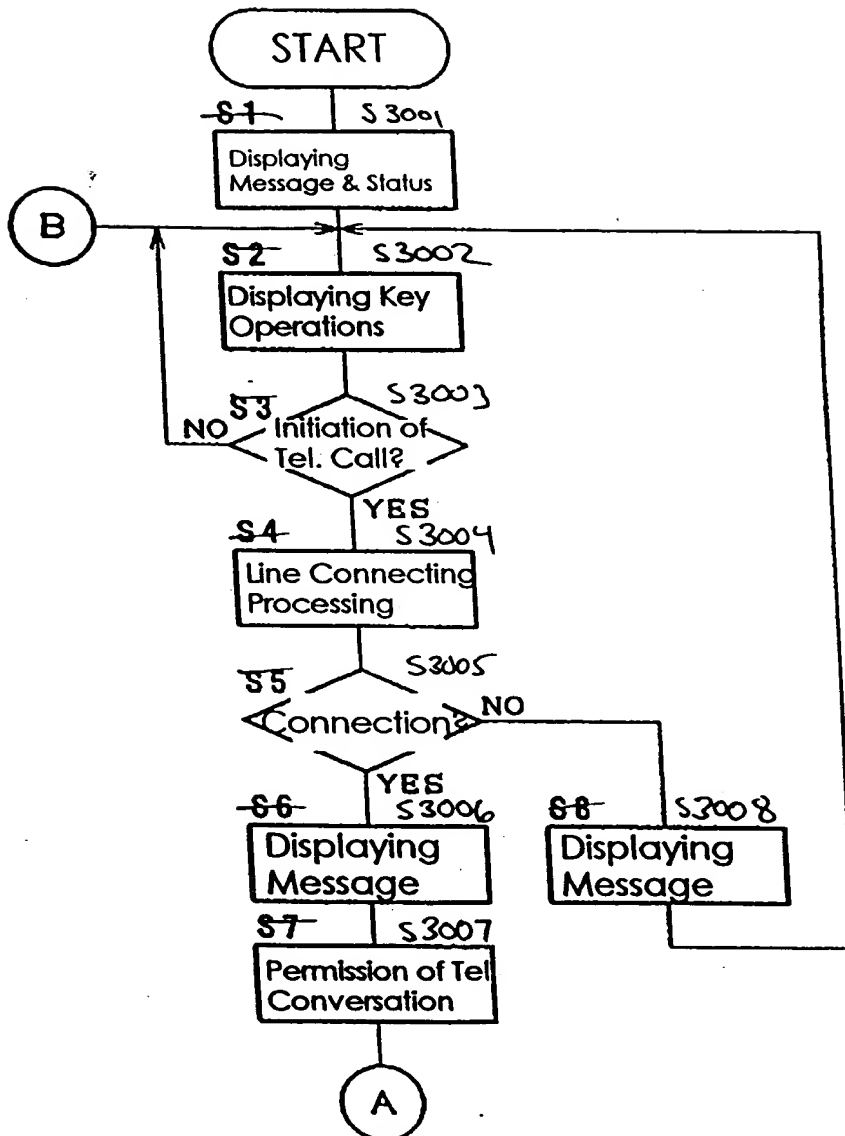 START
S1 S3001
Displaying
Message & Status
B
S2 S3002
Displaying Key
Operations
S3 S3003
NO
Initiation of
Tel. Call?
YES
S4 S3004
Line Connecting
Processing
S5 S3005
Connection?
NO
YES
S6 S3006
Displaying
Message
S8 S3008
Displaying
Message
S7 S3007
Permission of Tel
Conversation
A